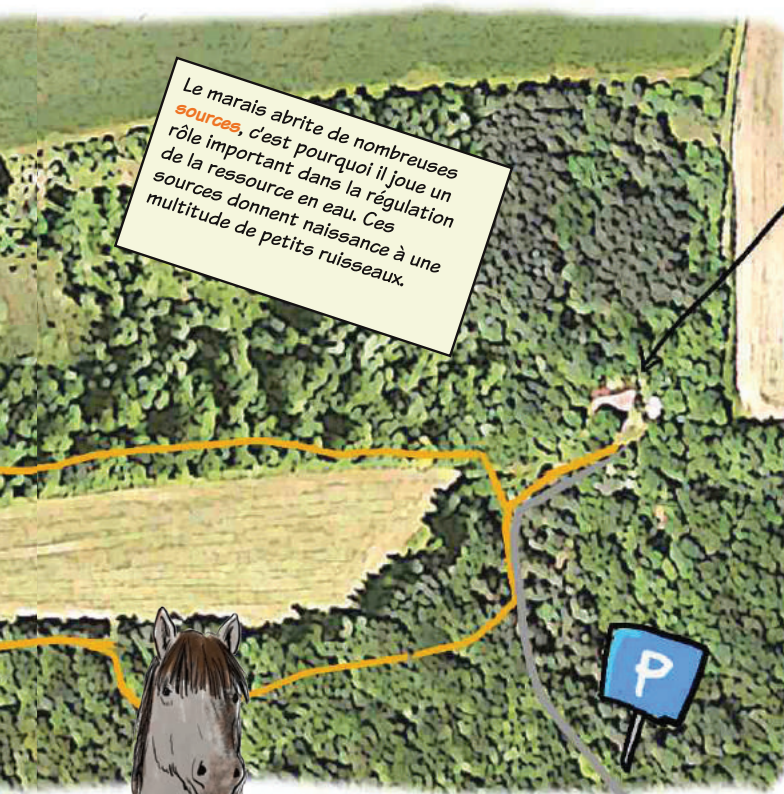 Le marais abrite de nombreuses
sources, c'est pourquoi il joue un
rôle important dans la régulation
de la ressource en eau. Ces
sources donnent naissance à une
multitude de petits ruisseaux.
P